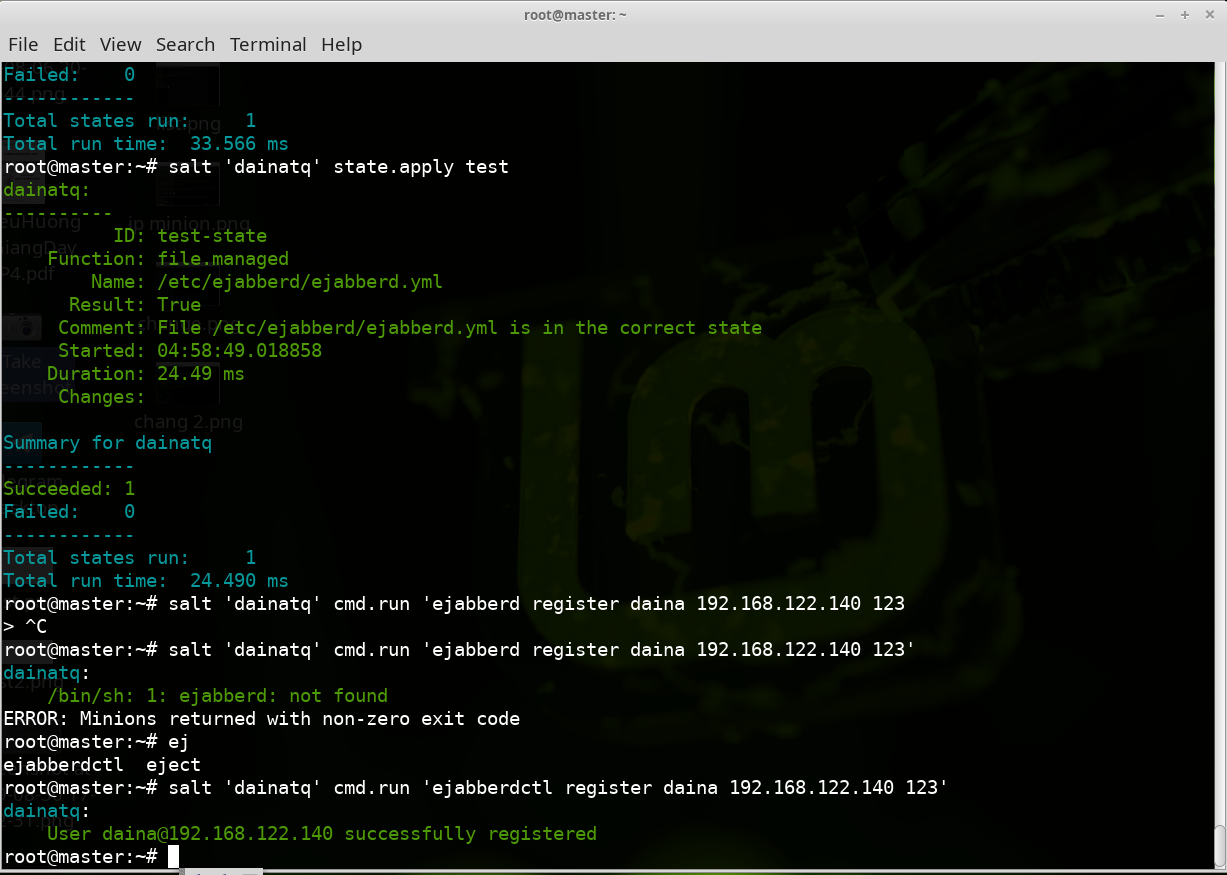 root@master: ~
File Edit View Search Terminal Help
Failed:    0
------------
Total states run:     1
Total run time:  33.566 ms
root@master:~# salt 'dainatq' state.apply test
dainatq:
----------
          ID: test-state
    Function: file.managed
        Name: /etc/ejabberd/ejabberd.yml
      Result: True
     Comment: File /etc/ejabberd/ejabberd.yml is in the correct state
     Started: 04:58:49.018858
    Duration: 24.49 ms
     Changes:
Summary for dainatq
------------
Succeeded: 1
Failed:    0
------------
Total states run:     1
Total run time:  24.490 ms
root@master:~# salt 'dainatq' cmd.run 'ejabberd register daina 192.168.122.140 123
> ^C
root@master:~# salt 'dainatq' cmd.run 'ejabberd register daina 192.168.122.140 123'
dainatq:
    /bin/sh: 1: ejabberd: not found
ERROR: Minions returned with non-zero exit code
root@master:~# ej
ejabberdctl  eject
root@master:~# salt 'dainatq' cmd.run 'ejabberdctl register daina 192.168.122.140 123'
dainatq:
    User daina@192.168.122.140 successfully registered
root@master:~#
ip minion.png
chang 2.png